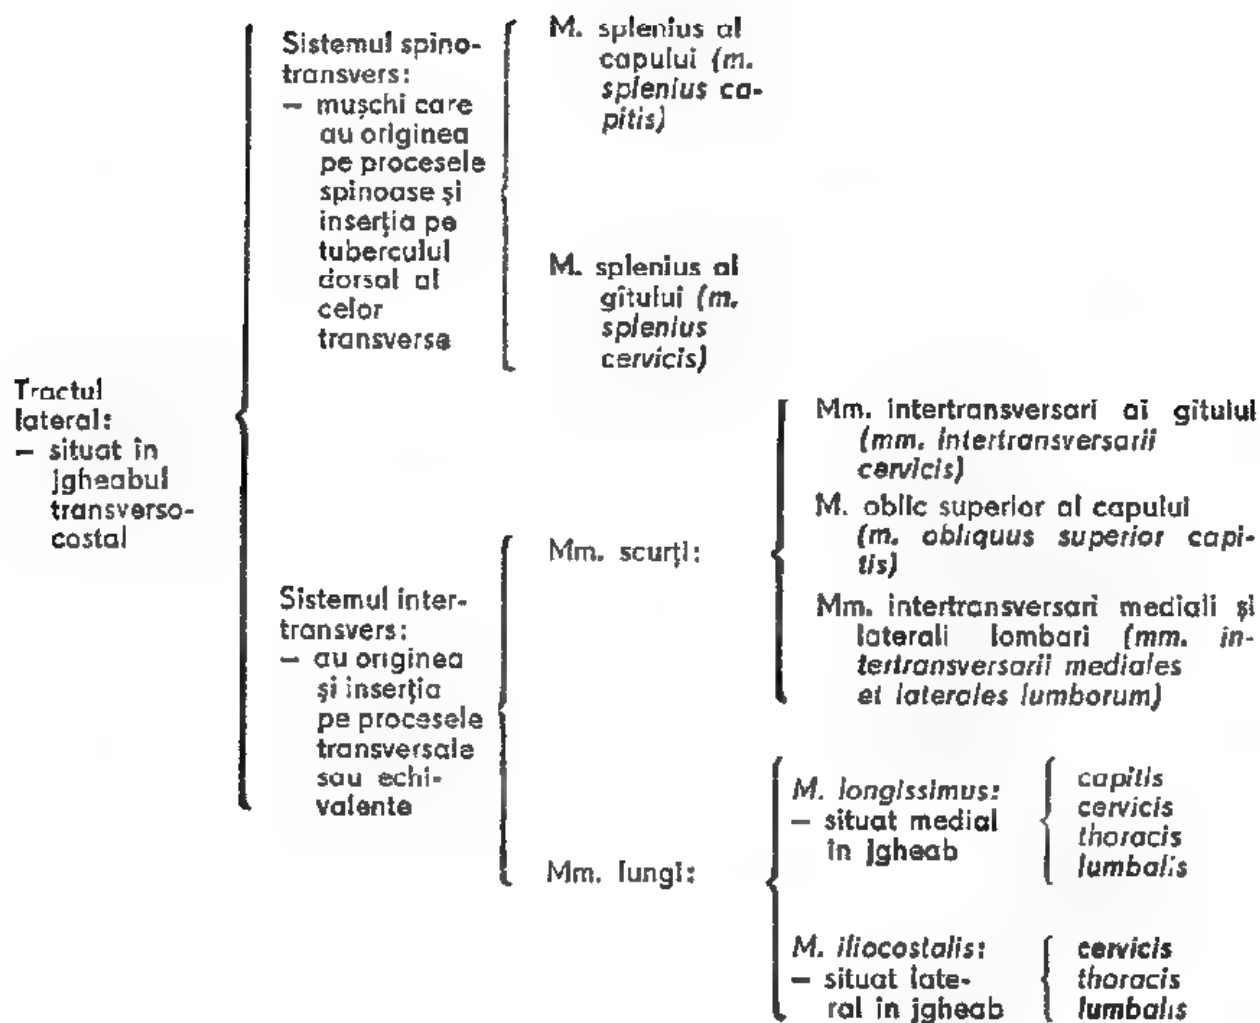 Tractul
lateral:
— situat în
jgheabul
transverso-
costal
Sistemul spino-
transvers:
— mușchi care
au originea
pe procesele
spinoase și
inserția pe
tuberculul
dorsal al
celor
transverse
M. splenius al
capului (m.
splenius ca-
pitis)
M. splenius al
gîtului (m.
splenius
cervicis)
Sistemul inter-
transvers:
— au originea
și inserția
pe procesele
transversale
sau echi-
valente
Mm. scurți:
Mm. intertransversari ai gîtului
(mm. intertransversarii
cervicis)
M. oblic superior al capului
(m. obliquus superior capi-
tis)
Mm. intertransversari mediali și
laterali lombari (mm. in-
tertransversarii mediales
et laterales lumborum)
Mm. lungi:
M. longissimus:
— situat medial
în jgheab
capitis
cervicis
thoracis
lumbalis
M. iliocostalis:
— situat late-
ral în jgheab
cervicis
thoracis
lumbalis